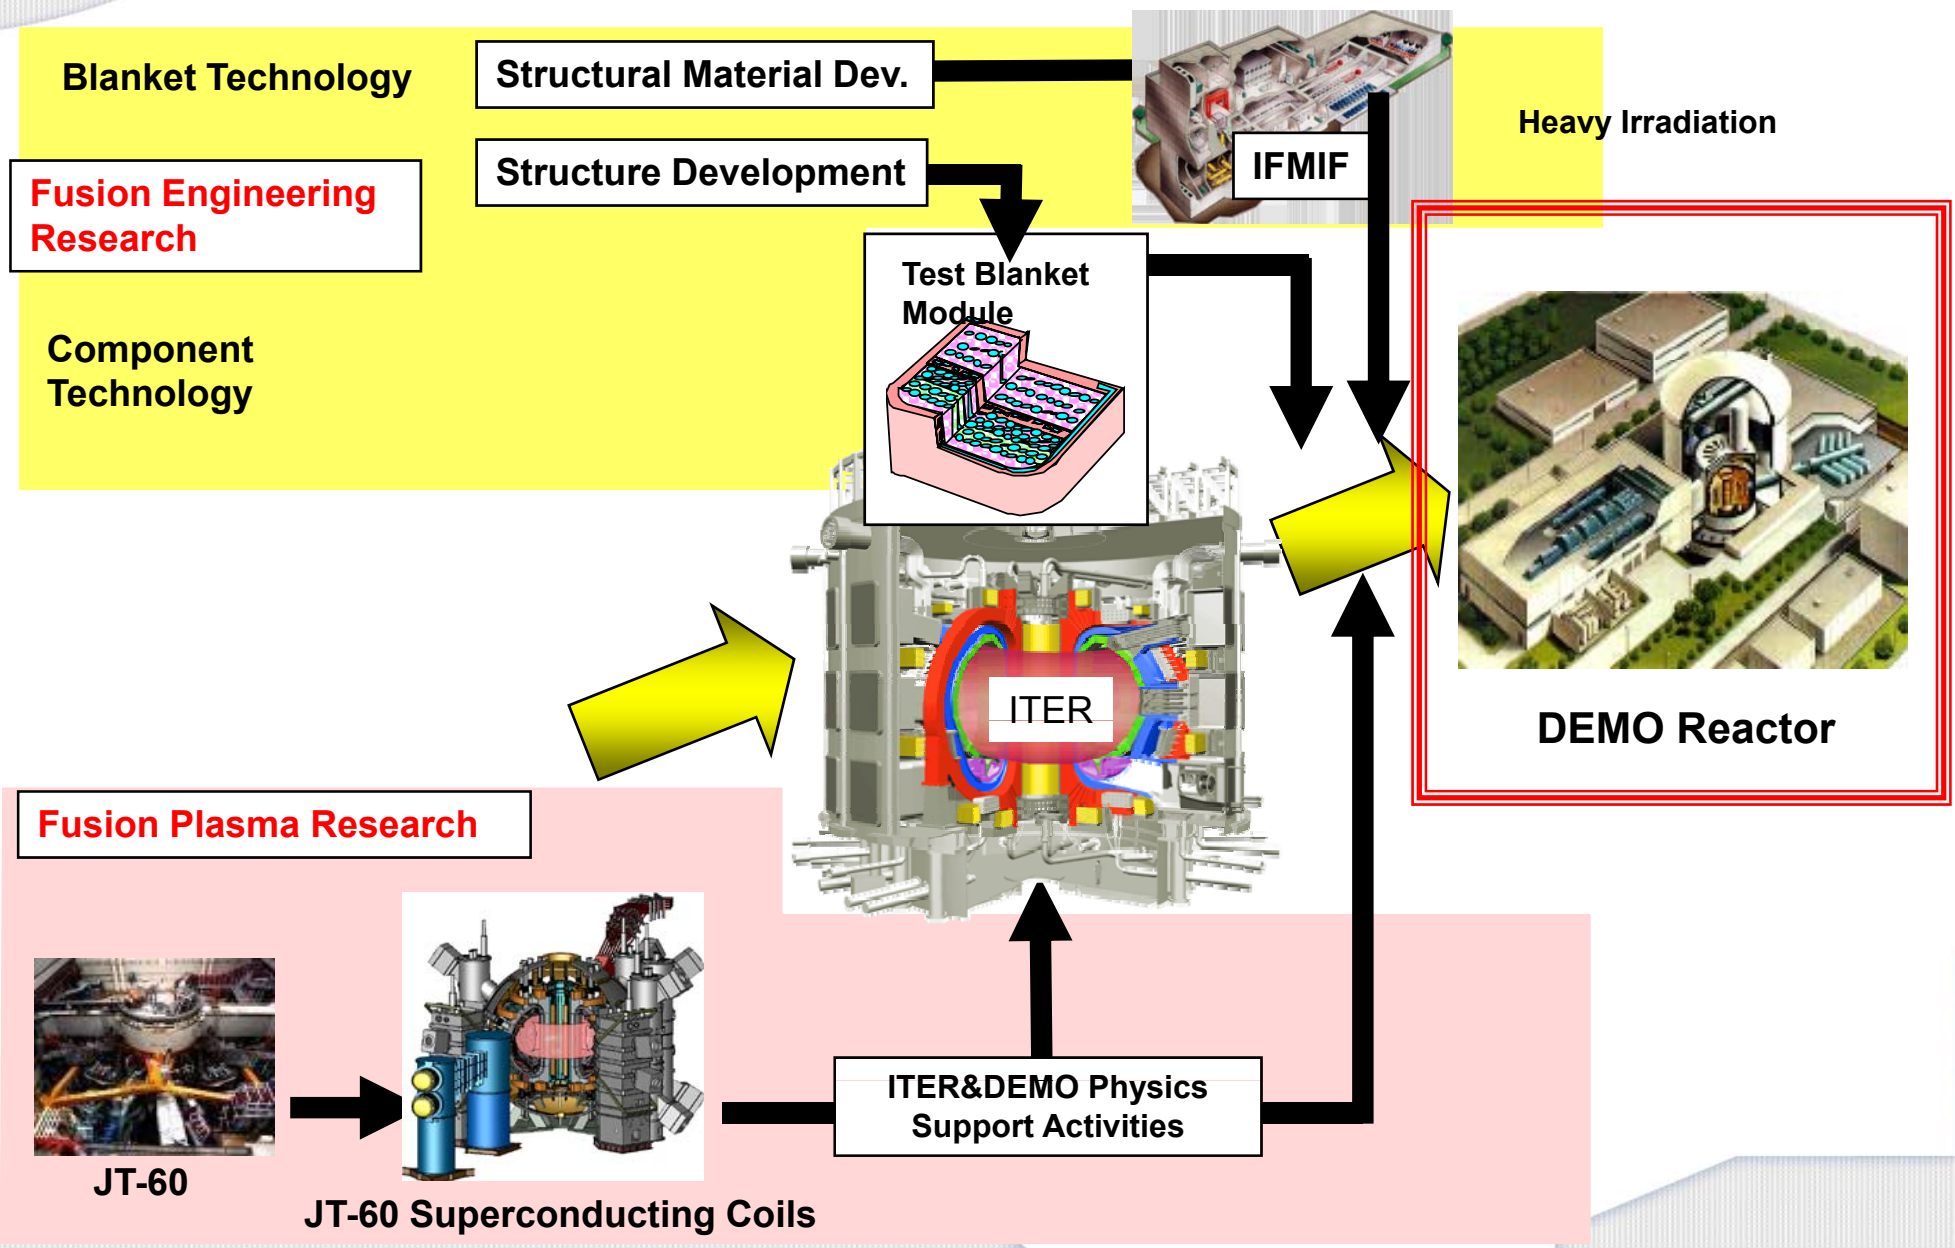 Blanket Technology
Structural Material Dev.
Heavy Irradiation
Structure Development
IFMIF
Fusion Engineering
Research
Test Blanket
Module
Component
Technology
ITER
DEMO Reactor
Fusion Plasma Research
ITER&DEMO Physics
Support Activities
JT-60
JT-60 Superconducting Coils